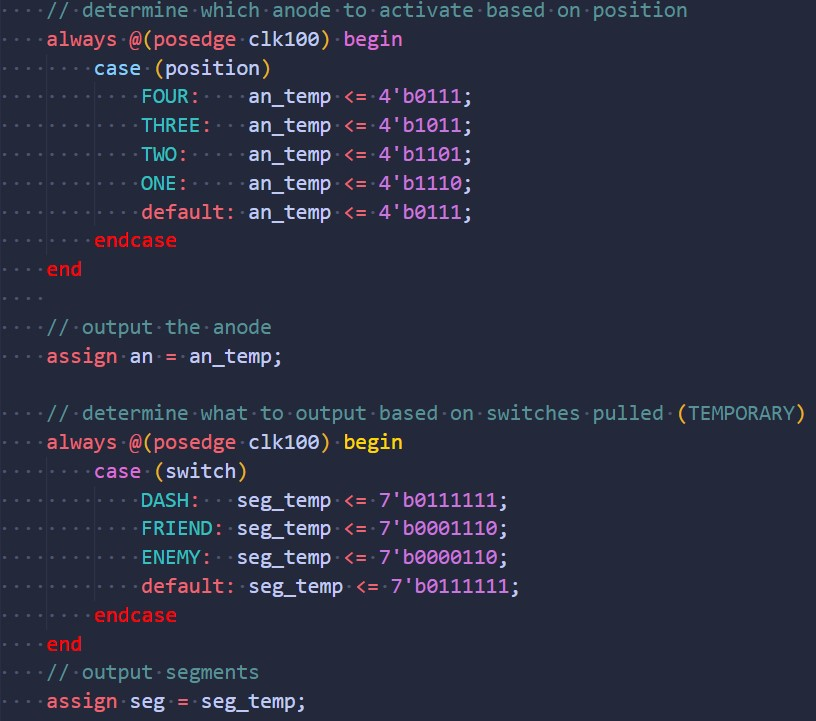 // determine which anode to activate based on position
always @(posedge clk100) begin
case (position)
FOUR: an_temp <= 4'b0111;
THREE: an_temp <= 4'b1011;
TWO: an_temp <= 4'b1101;
ONE: an_temp <= 4'b1110;
default: an_temp <= 4'b0111;
endcase
end
// output the anode
assign an = an_temp;
// determine what to output based on switches pulled (TEMPORARY)
always @(posedge clk100) begin
case (switch)
DASH: seg_temp <= 7'b0111111;
FRIEND: seg_temp <= 7'b0001110;
ENEMY: seg_temp <= 7'b0000110;
default: seg_temp <= 7'b0111111;
endcase
end
// output segments
assign seg = seg_temp;